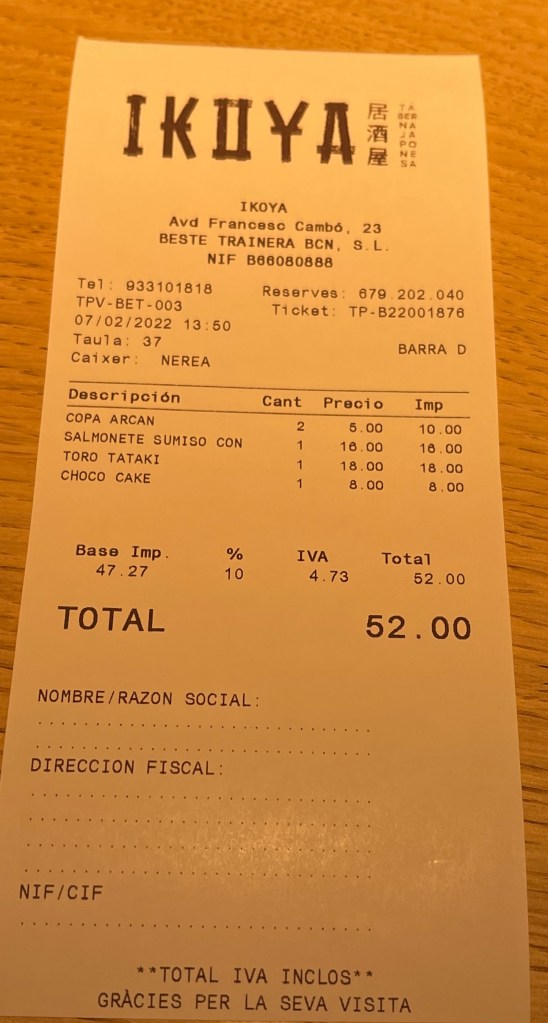 IKOYA
居酒屋
TABERNA JAPONESA
IKOYA
Avd Francesc Cambó, 23
BESTE TRAINERA BCN, S.L.
NIF B66080888
Tel: 933101818 Reserves: 679.202.040
TPV-BET-003 Ticket: TP-B22001876
07/02/2022 13:50
Taula: 37 BARRA D
Caixer: NEREA
Descripción Cant Precio Imp
COPA ARCAN 2 5.00 10.00
SALMONETE SUMISO CON 1 16.00 16.00
TORO TATAKI 1 18.00 18.00
CHOCO CAKE 1 8.00 8.00
Base Imp. % IVA Total
47.27 10 4.73 52.00
TOTAL 52.00
NOMBRE/RAZON SOCIAL:
DIRECCION FISCAL:
NIF/CIF
**TOTAL IVA INCLOS**
GRÀCIES PER LA SEVA VISITA